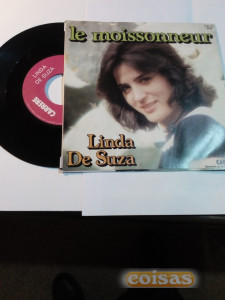 le moissonneur
LINDA
DE SUZA
CARRERE
Linda
De Suza
coisas